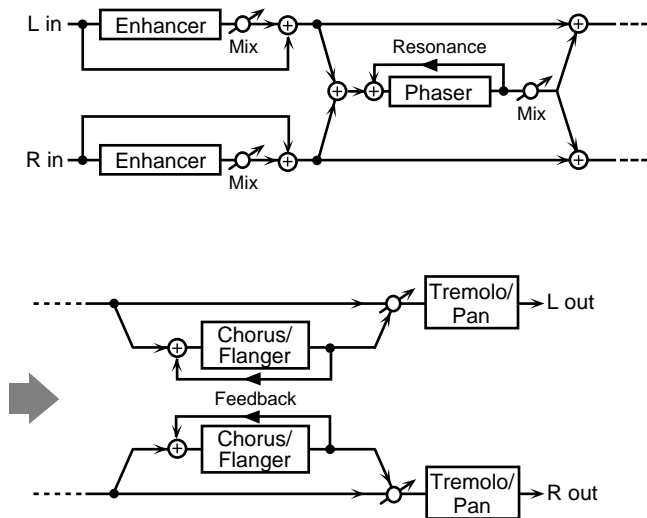 L in
Enhancer
Mix
Resonance
Phaser
Mix
R in
Enhancer
Mix
Tremolo/
Pan
L out
Chorus/
Flanger
Feedback
Chorus/
Flanger
Tremolo/
Pan
R out